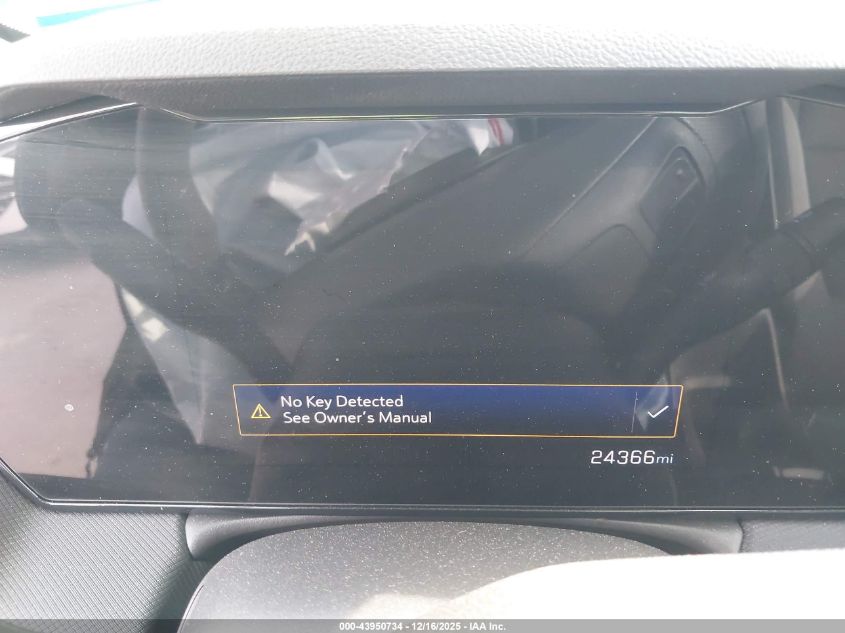 No Key Detected
See Owner's Manual
24366mi
000-43950734 - 12/16/2025 - IAA Inc.